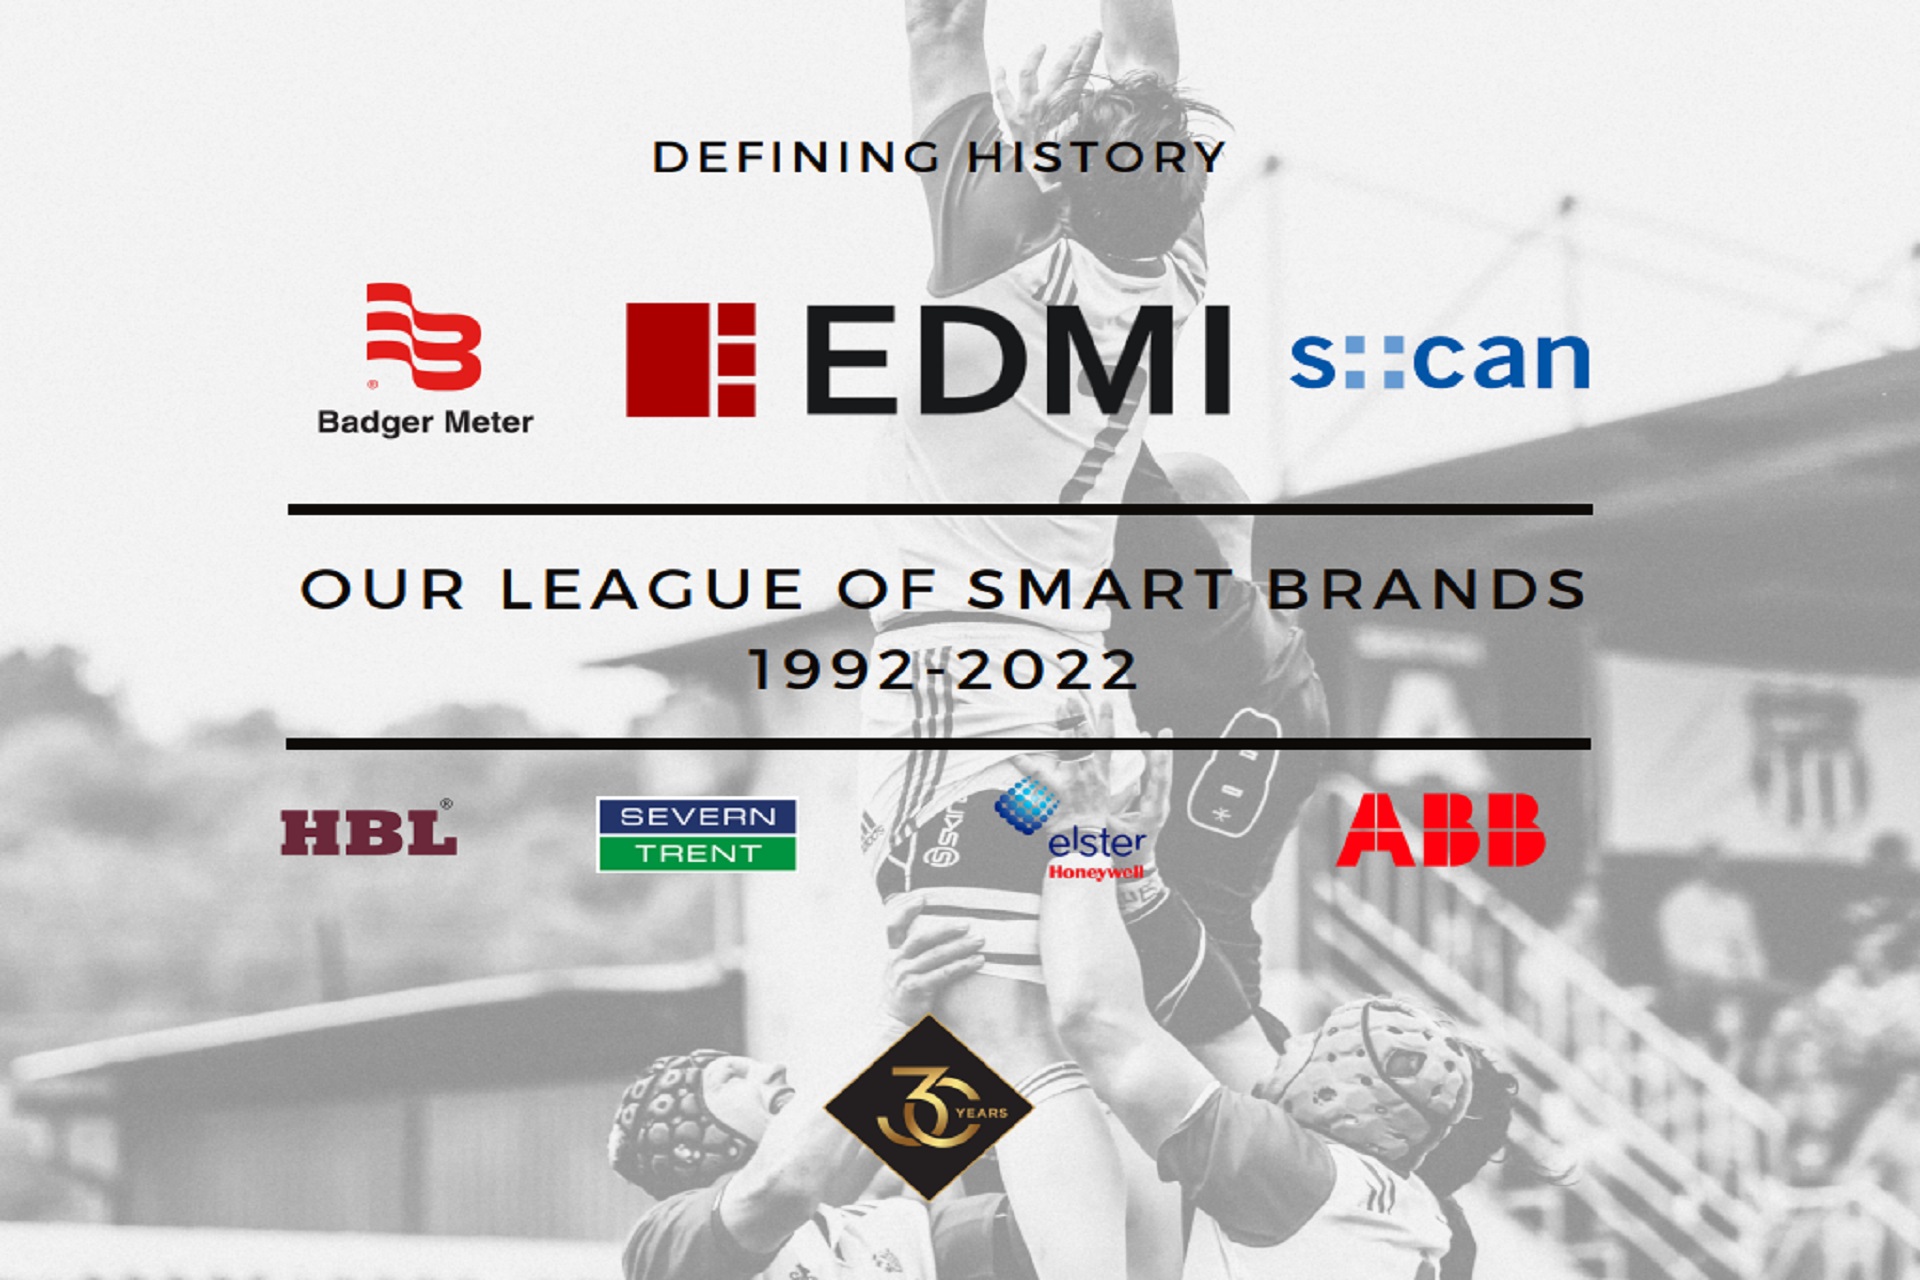 DEFINING HISTORY
Badger Meter
®
EDMI
s::can
OUR LEAGUE OF SMART BRANDS
1992-2022
HBL®
SEVERN
TRENT
elster
Honeywell
ABB
30 YEARS